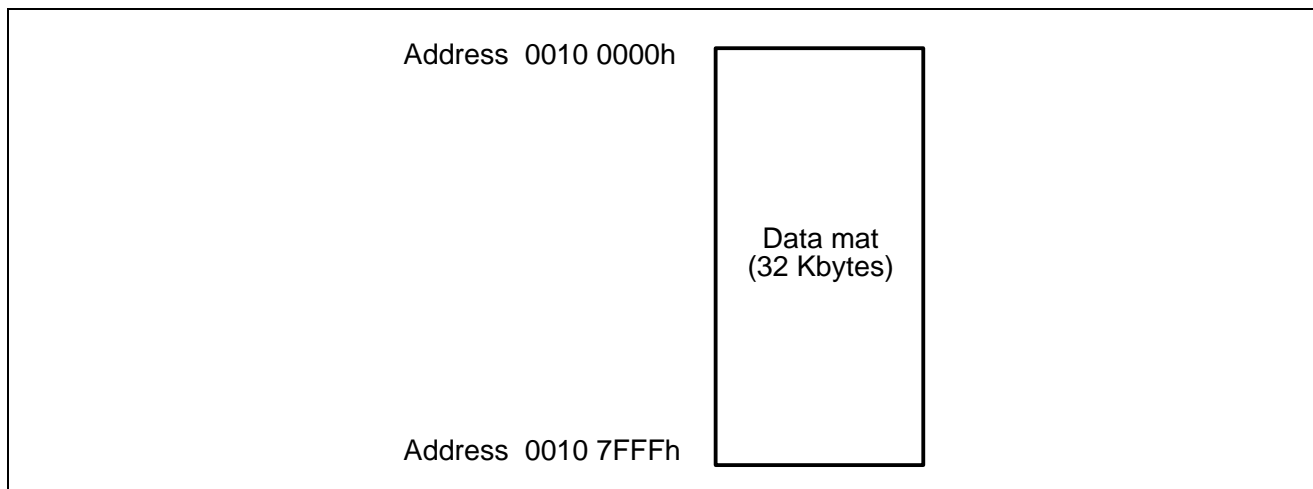 Address 0010 0000h
Data mat
(32 Kbytes)
Address 0010 7FFFh